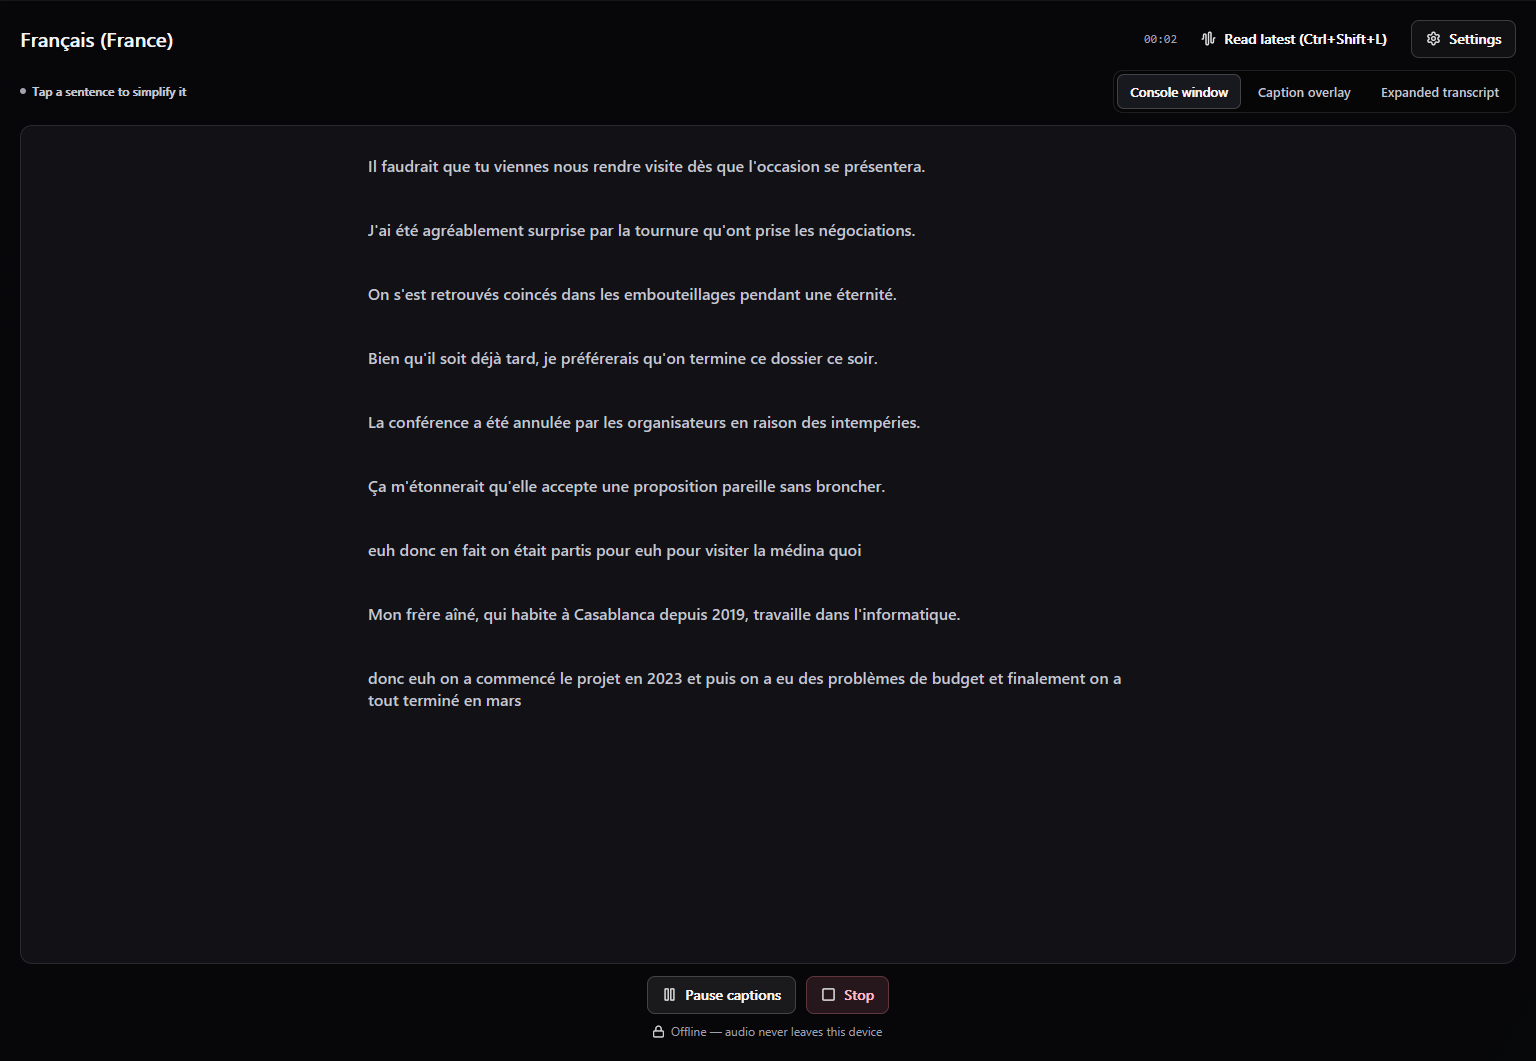 Français (France)
00:02
Read latest (Ctrl+Shift+L)
Settings
Tap a sentence to simplify it
Console window
Caption overlay
Expanded transcript
Il faudrait que tu viennes nous rendre visite dès que l'occasion se présentera.
J'ai été agréablement surprise par la tournure qu'ont prise les négociations.
On s'est retrouvés coincés dans les embouteillages pendant une éternité.
Bien qu'il soit déjà tard, je préférerais qu'on termine ce dossier ce soir.
La conférence a été annulée par les organisateurs en raison des intempéries.
Ça m'étonnerait qu'elle accepte une proposition pareille sans broncher.
euh donc en fait on était partis pour euh pour visiter la médina quoi
Mon frère aîné, qui habite à Casablanca depuis 2019, travaille dans l'informatique.
donc euh on a commencé le projet en 2023 et puis on a eu des problèmes de budget et finalement on a
tout terminé en mars
Pause captions
Stop
Offline — audio never leaves this device